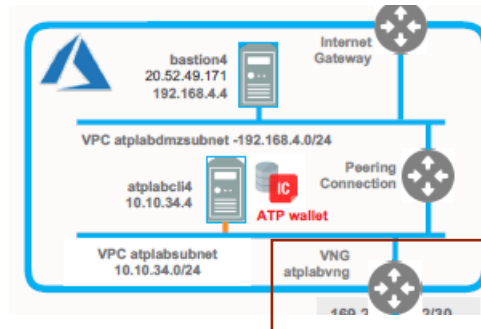 Internet
Gateway
bastion4
20.52.49.171
192.168.4.4
VPC atplabdmzsubnet -192.168.4.0/24
Peering
Connection
atplabcli4
10.10.34.4
IC
ATP wallet
VPC atplabsubnet
10.10.34.0/24
VNG
atplabvng